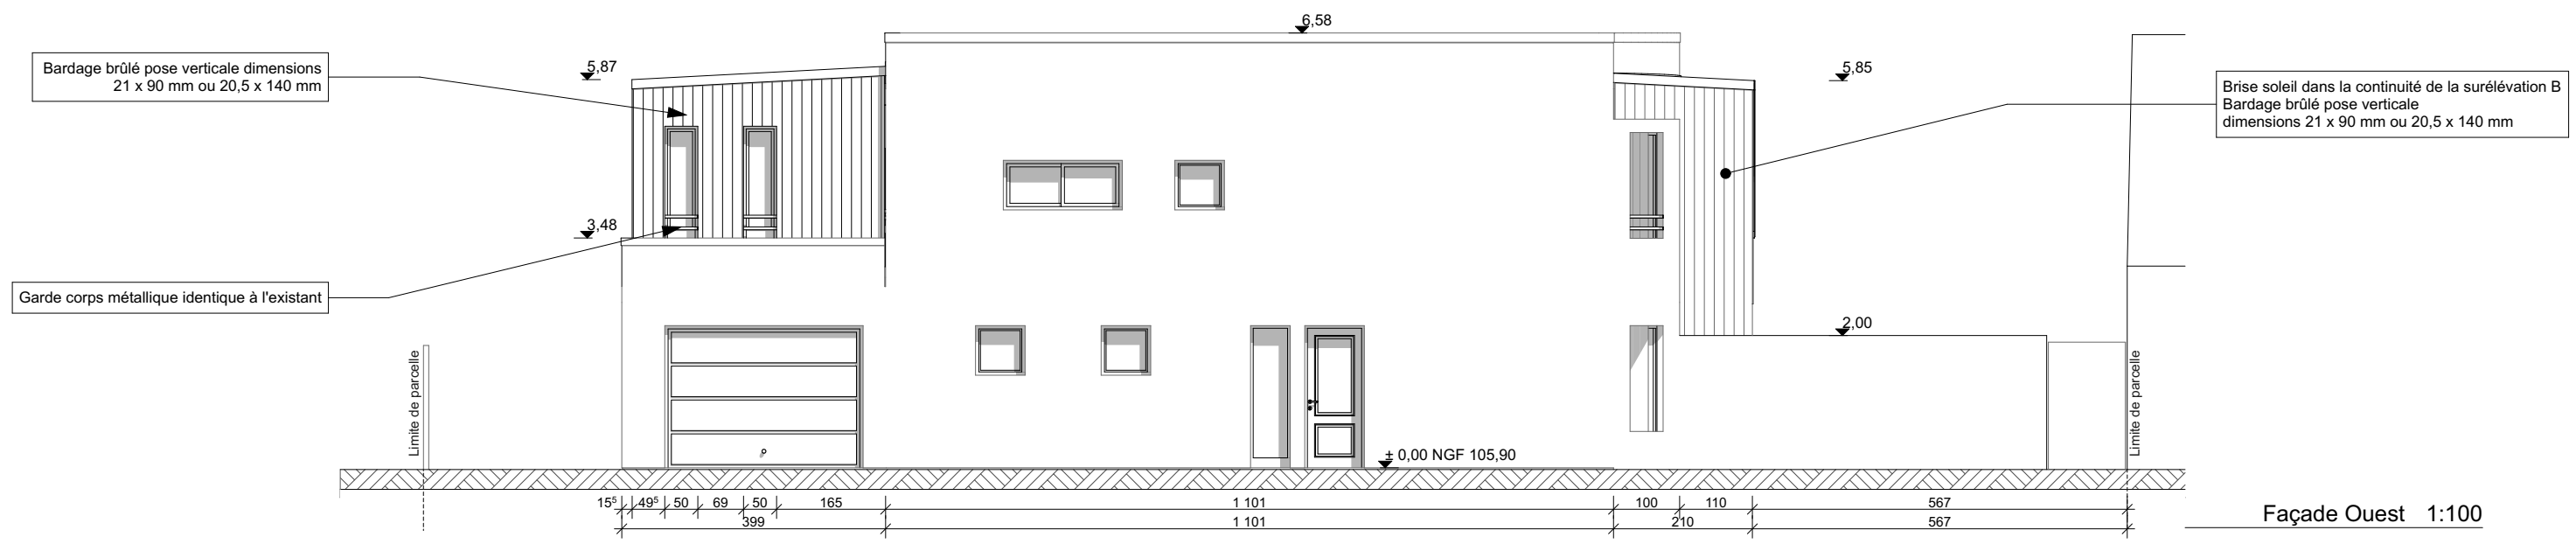 6,58
Bardage brûlé pose verticale dimensions
21 x 90 mm ou 20,5 x 140 mm
5,87
5,85
Brise soleil dans la continuité de la surélévation B
Bardage brûlé pose verticale
dimensions 21 x 90 mm ou 20,5 x 140 mm
3,48
Garde corps métallique identique à l'existant
2,00
Limite de parcelle
Limite de parcelle
± 0,00 NGF 105,90
15⁵ 49⁵ 50 69 50 165 1 101 100 110 567
399 1 101 210 567
Façade Ouest 1:100